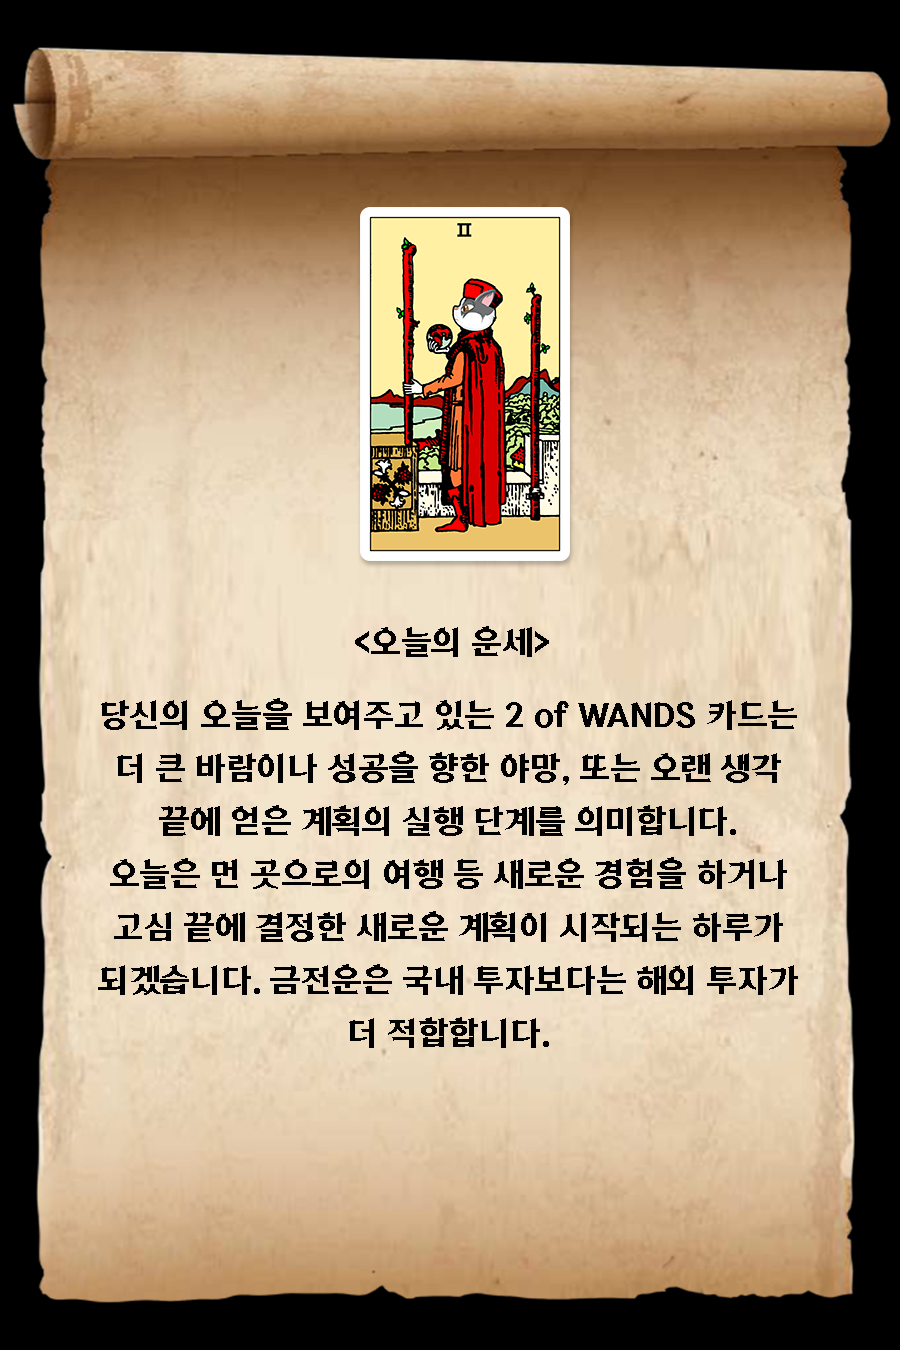 II
<오늘의 운세>
당신의 오늘을 보여주고 있는 2 of WANDS 카드는
더 큰 바람이나 성공을 향한 야망, 또는 오랜 생각
끝에 얻은 계획의 실행 단계를 의미합니다.
오늘은 먼 곳으로의 여행 등 새로운 경험을 하거나
고심 끝에 결정한 새로운 계획이 시작되는 하루가
되겠습니다. 금전운은 국내 투자보다는 해외 투자가
더 적합합니다.